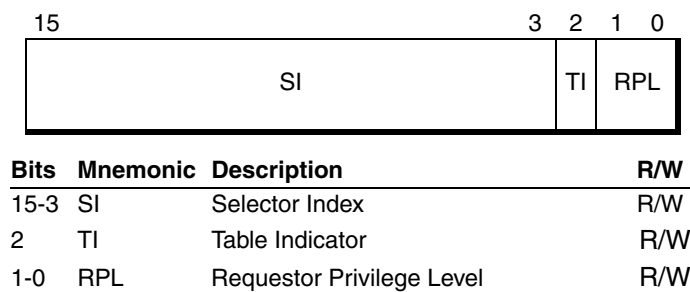 15 3 2 1 0
SI TI RPL
Bits Mnemonic Description R/W
15-3 SI Selector Index R/W
2 TI Table Indicator R/W
1-0 RPL Requestor Privilege Level R/W